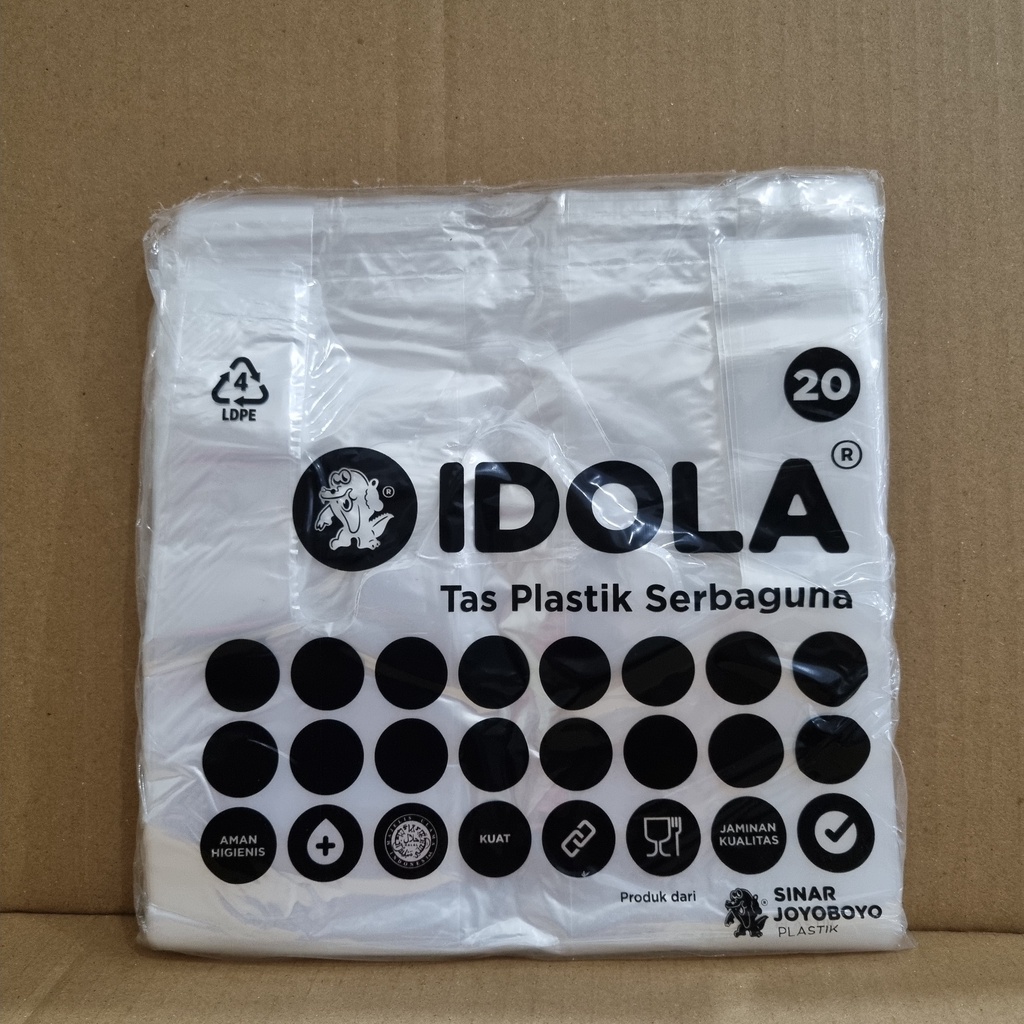 4
LDPE
20
®
IDOLA ®
Tas Plastik Serbaguna
AMAN
HIGIENIS
KUAT
JAMINAN
KUALITAS
Produk dari
®
SINAR
JOYOBOYO
PLASTIK